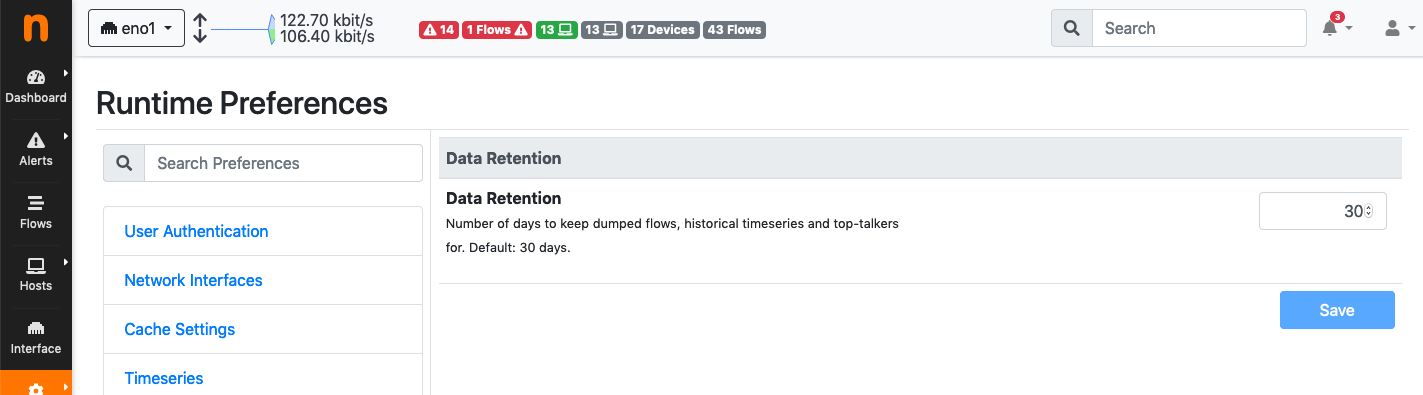 n
eno1
122.70 kbit/s
106.40 kbit/s
14
1 Flows
13
13
17 Devices
43 Flows
Search
3
Dashboard
Alerts
Flows
Hosts
Interface
Runtime Preferences
Search Preferences
User Authentication
Network Interfaces
Cache Settings
Timeseries
Data Retention
Data Retention
Number of days to keep dumped flows, historical timeseries and top-talkers
for. Default: 30 days.
30
Save